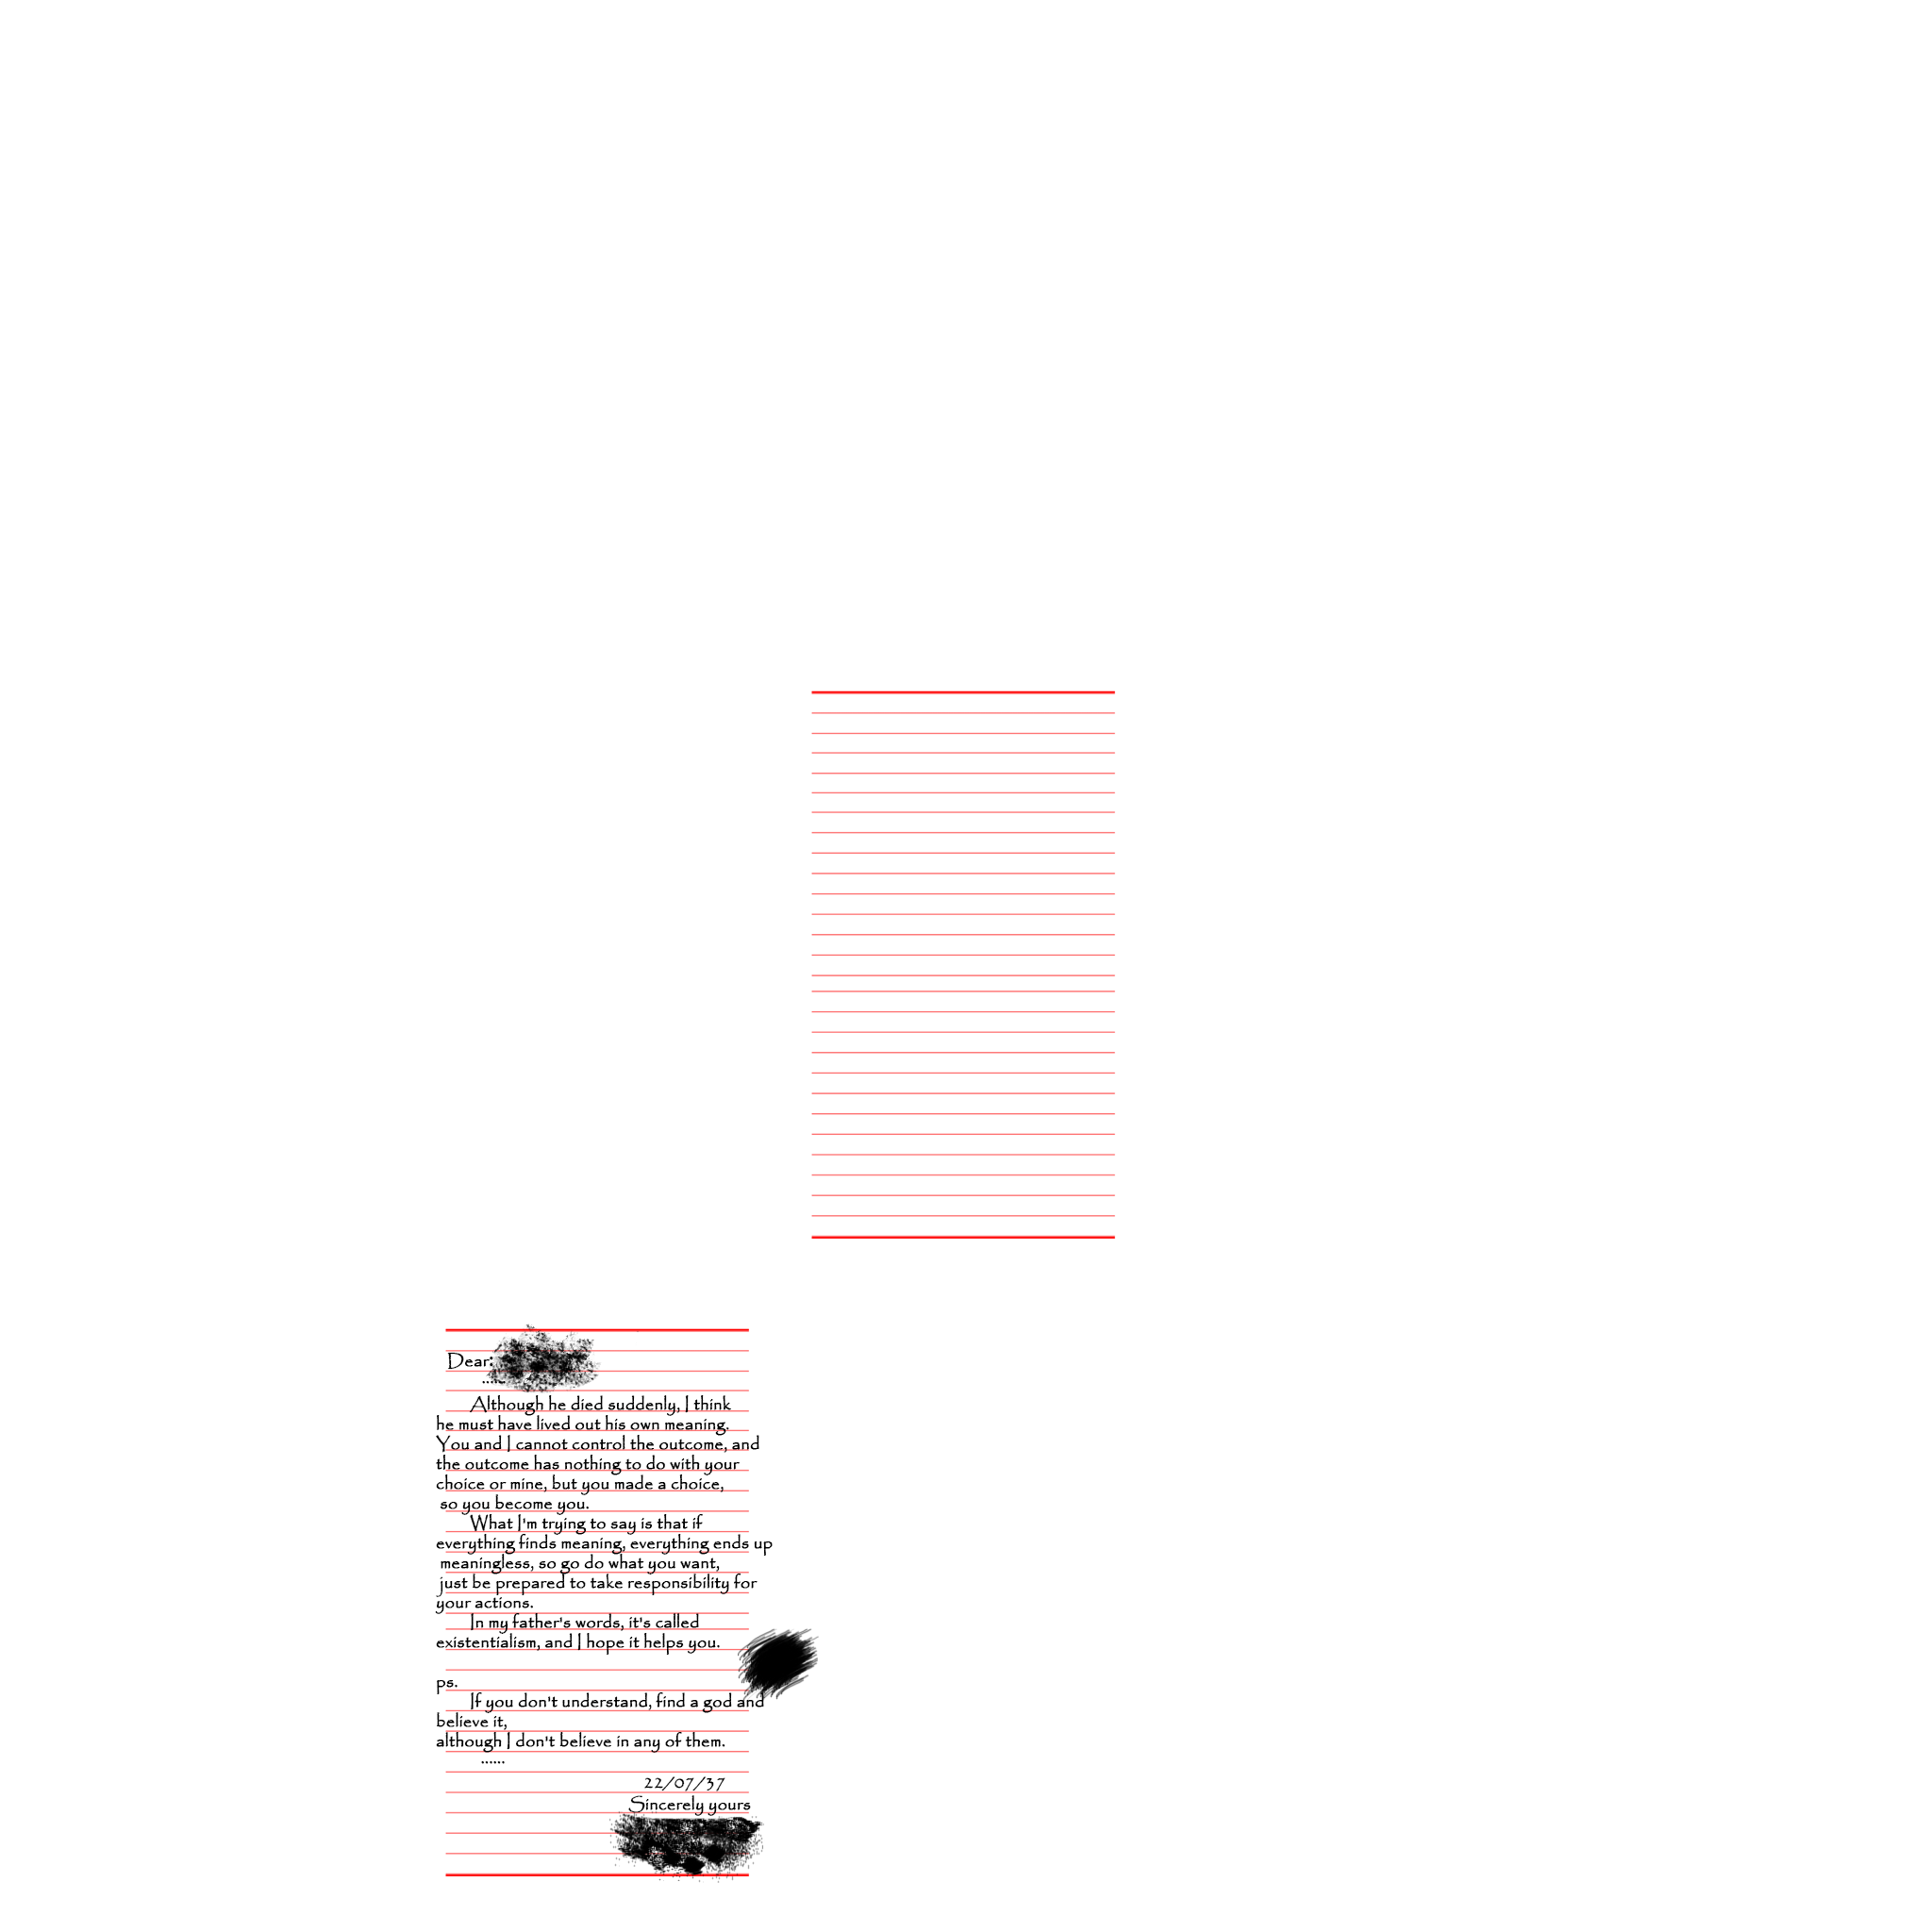 Dear:
......
Although he died suddenly, I think
he must have lived out his own meaning.
You and I cannot control the outcome, and
the outcome has nothing to do with your
choice or mine, but you made a choice,
so you become you.
What I'm trying to say is that if
everything finds meaning, everything ends up
meaningless, so go do what you want,
just be prepared to take responsibility for
your actions.
In my father's words, it's called
existentialism, and I hope it helps you.
ps.
If you don't understand, find a god and
believe it,
although I don't believe in any of them.
......
22/07/37
Sincerely yours